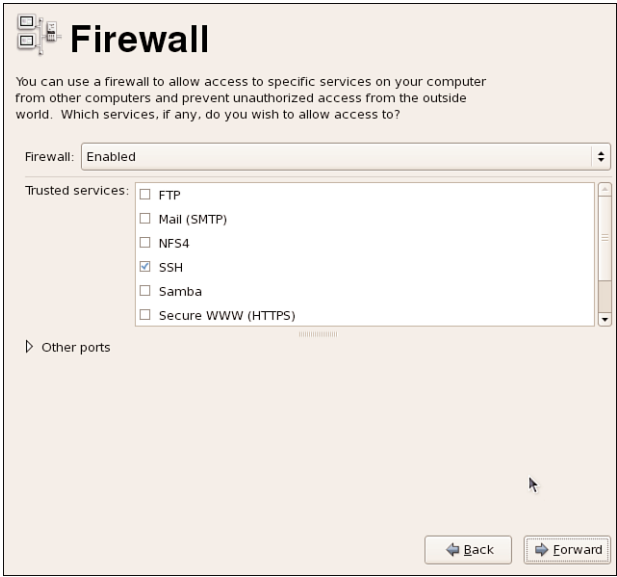 Firewall
You can use a firewall to allow access to specific services on your computer
from other computers and prevent unauthorized access from the outside
world.  Which services, if any, do you wish to allow access to?
Firewall: Enabled
Trusted services:
FTP
Mail (SMTP)
NFS4
SSH
Samba
Secure WWW (HTTPS)
Other ports
Back
Forward